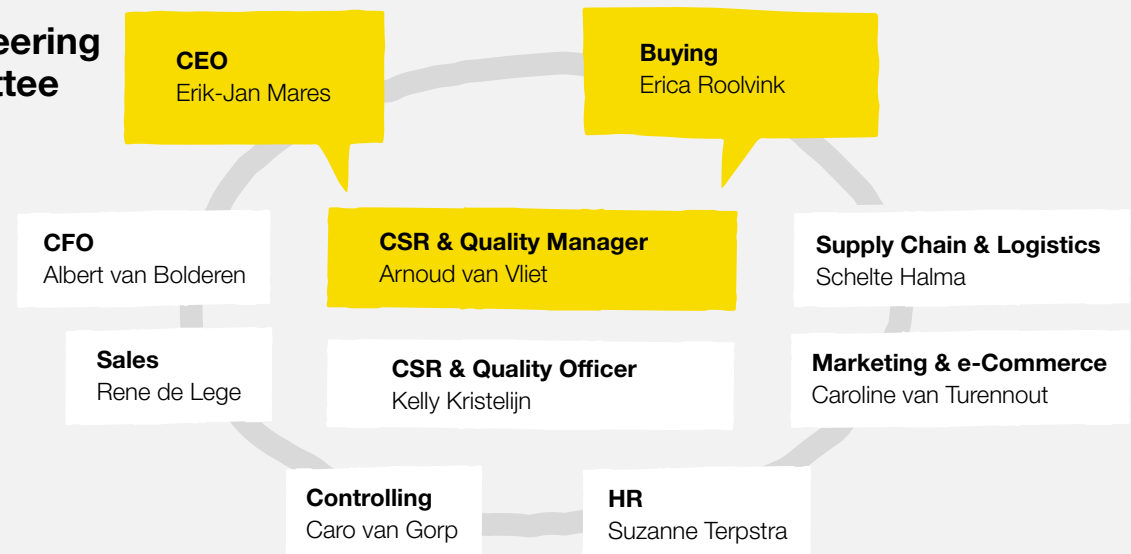 eering
ttee
CEO
Erik-Jan Mares
Buying
Erica Roolvink
CFO
Albert van Bolderen
CSR & Quality Manager
Arnoud van Vliet
Supply Chain & Logistics
Schelte Halma
Sales
Rene de Lege
CSR & Quality Officer
Kelly Kristelijn
Marketing & e-Commerce
Caroline van Turennout
Controlling
Caro van Gorp
HR
Suzanne Terpstra